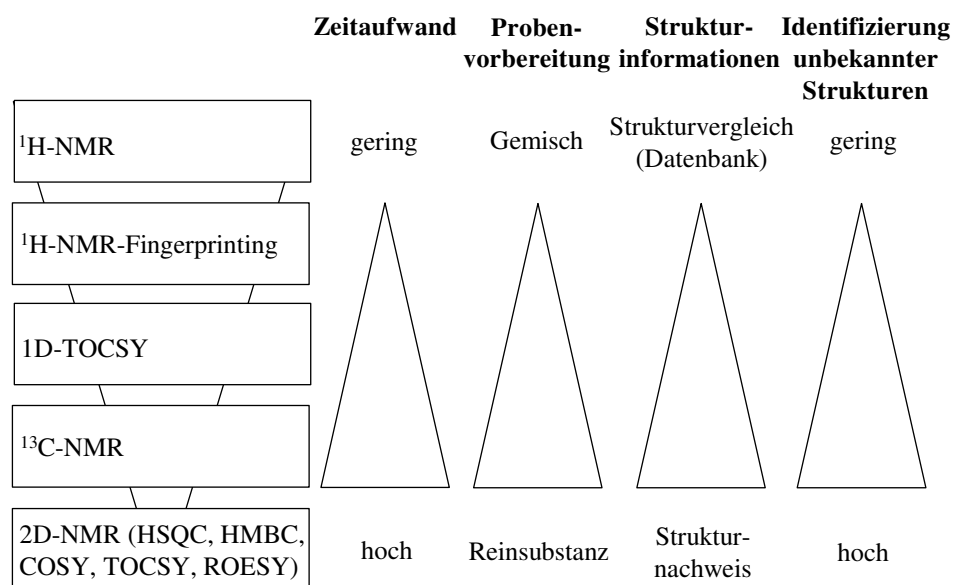 Zeitaufwand
Proben-
vorbereitung
Struktur-
informationen
Identifizierung
unbekannter
Strukturen
¹H-NMR
gering
Gemisch
Strukturvergleich
(Datenbank)
gering
¹H-NMR-Fingerprinting
1D-TOCSY
¹³C-NMR
2D-NMR (HSQC, HMBC,
COSY, TOCSY, ROESY)
hoch
Reinsubstanz
Struktur-
nachweis
hoch